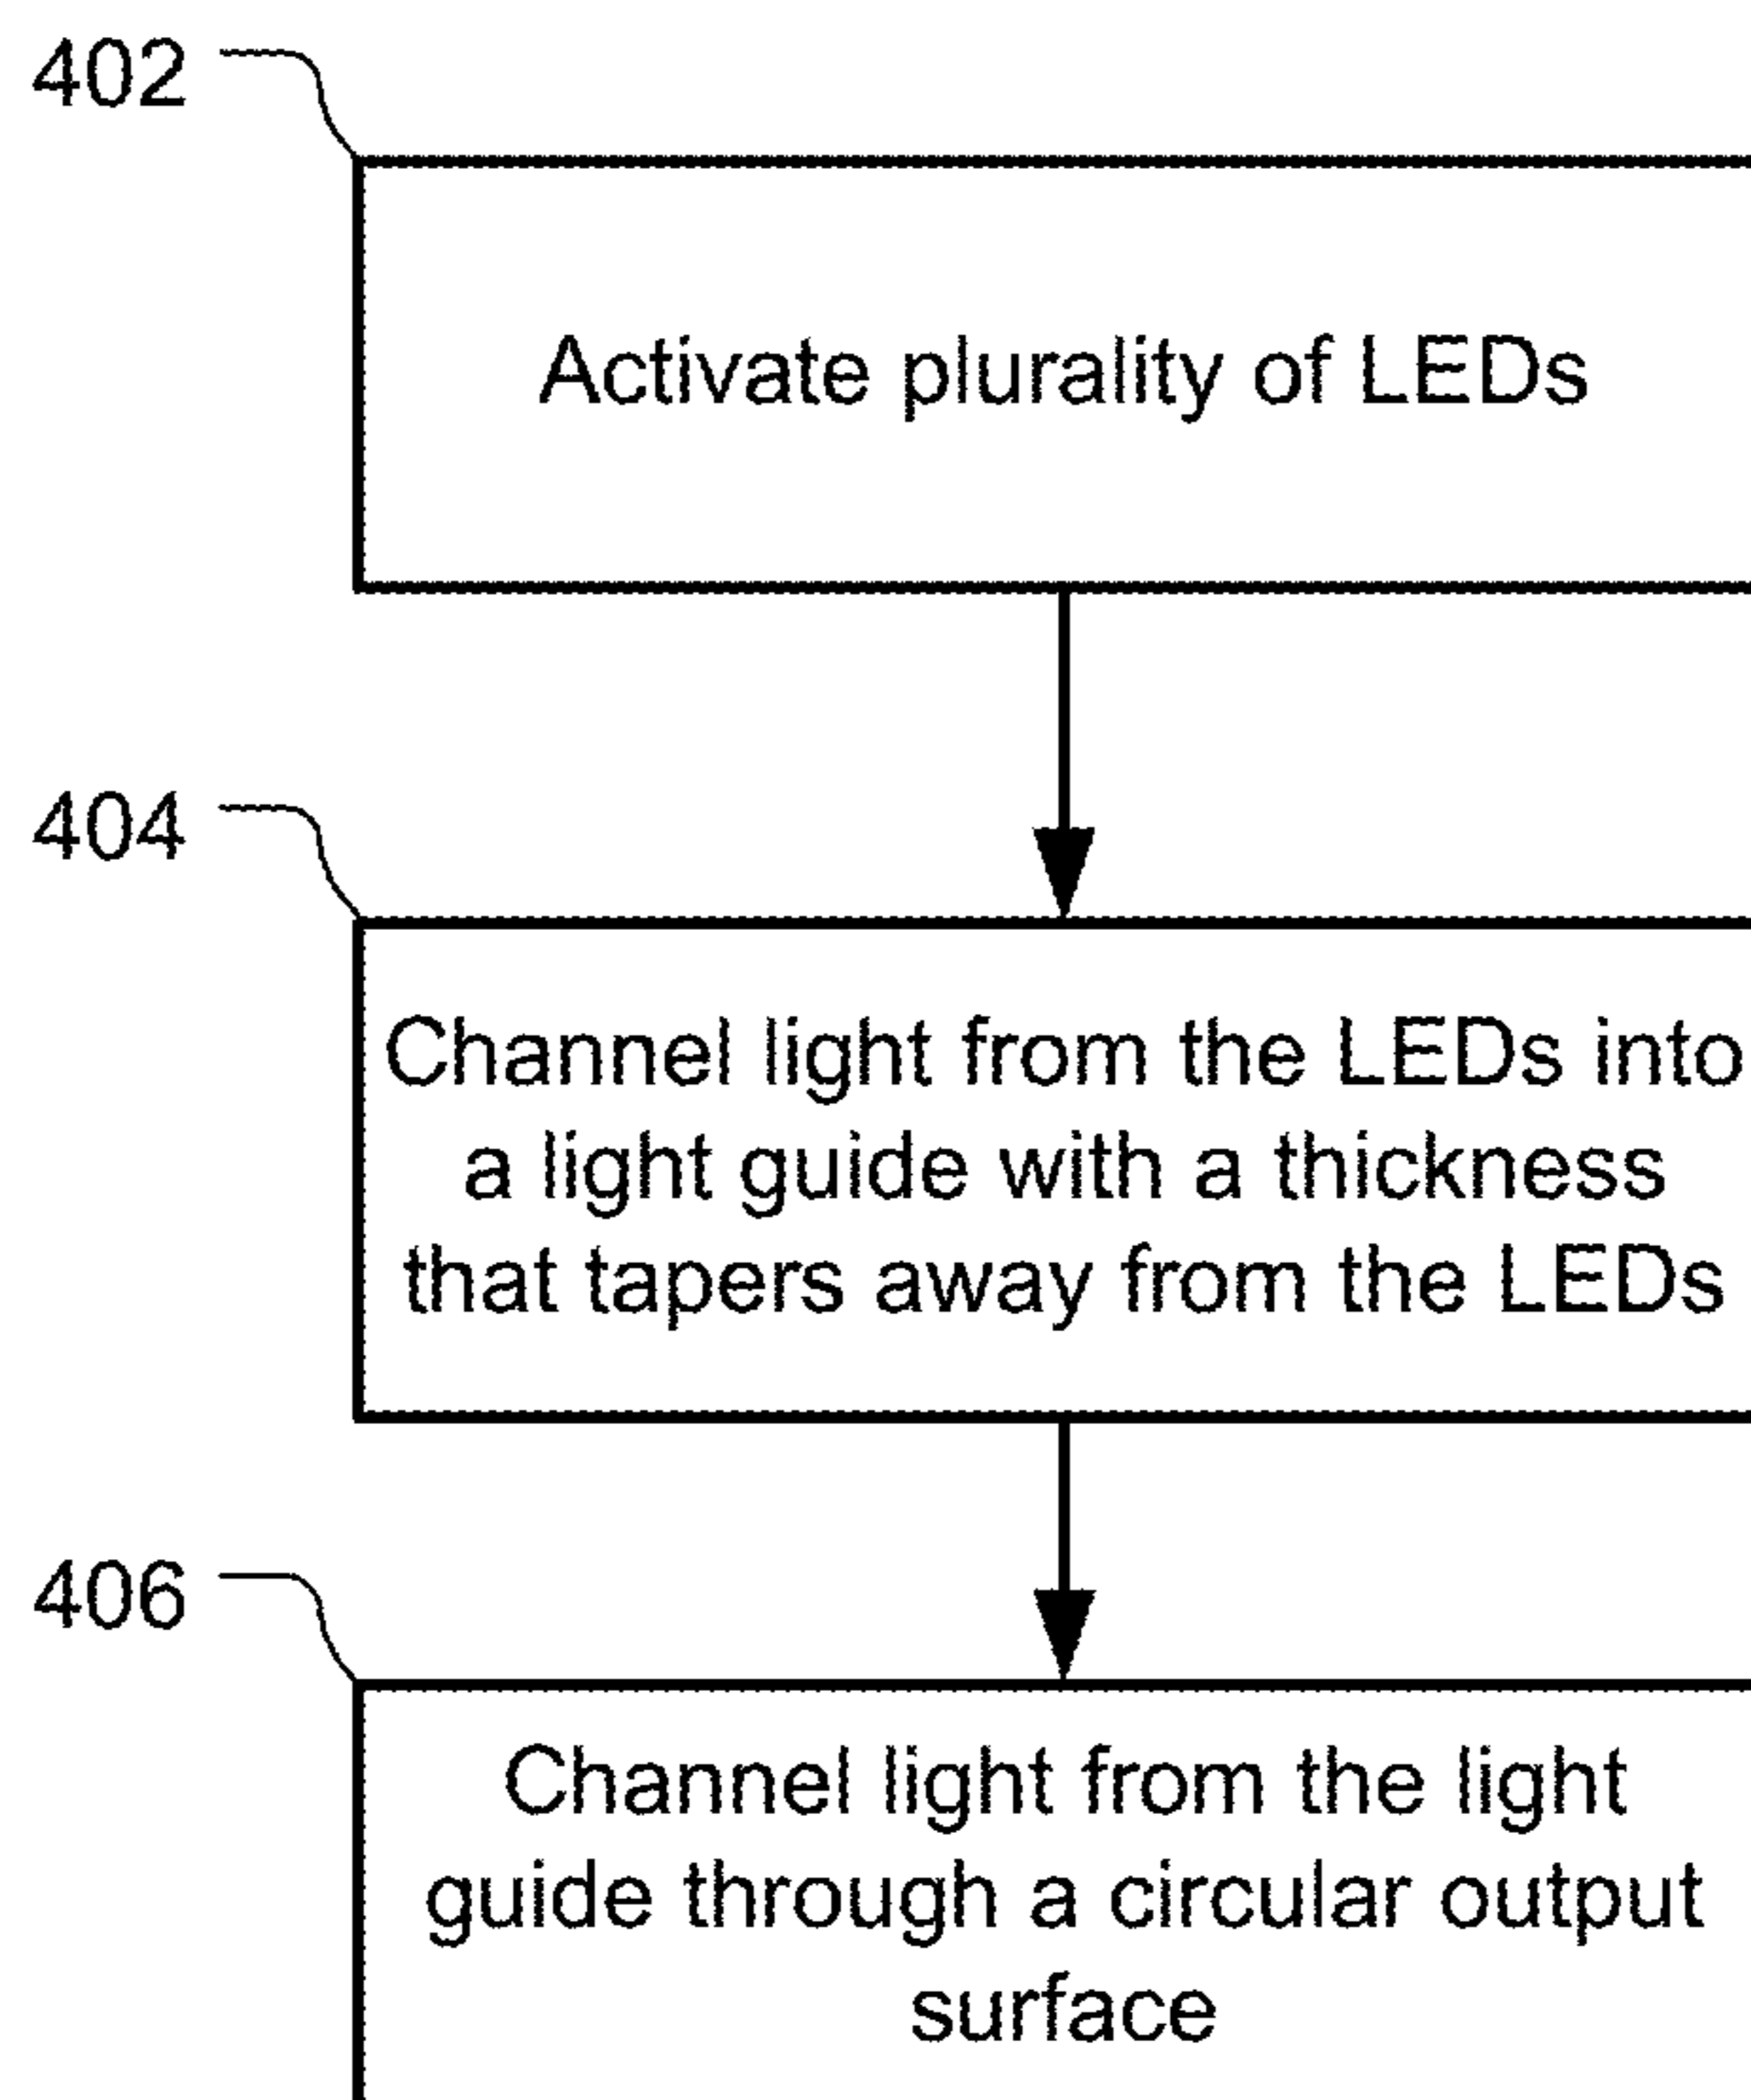 402
Activate plurality of LEDs
404
Channel light from the LEDs into
a light guide with a thickness
that tapers away from the LEDs
406
Channel light from the light
guide through a circular output
surface